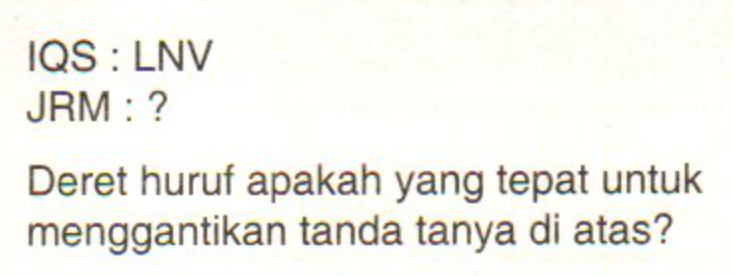 IQS : LNV
JRM : ?
Deret huruf apakah yang tepat untuk
menggantikan tanda tanya di atas?